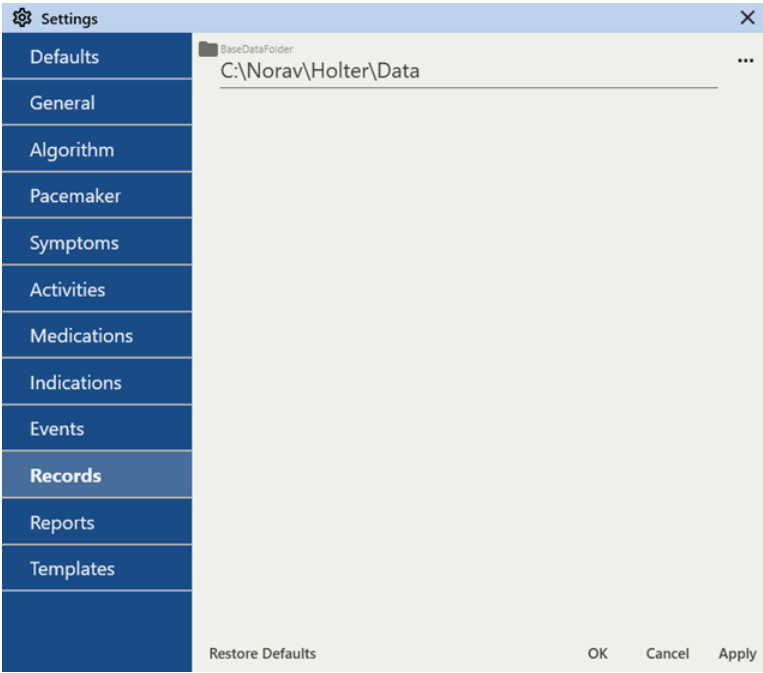 Settings
Defaults
General
Algorithm
Pacemaker
Symptoms
Activities
Medications
Indications
Events
Records
Reports
Templates
BaseDataFolder
C:\Norav\Holter\Data
...
Restore Defaults
OK
Cancel
Apply